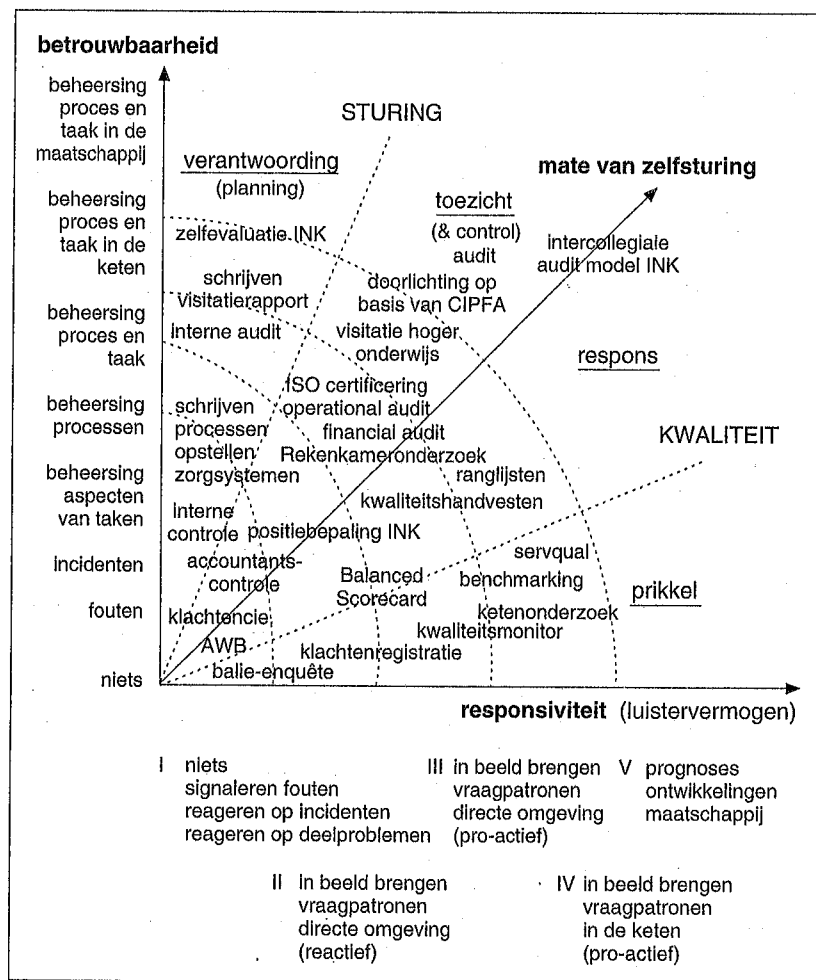 betrouwbaarheid
beheersing
proces en
taak in de
maatschappij
beheersing
proces en
taak in de
keten
beheersing
proces en
taak
beheersing
processen
beheersing
aspecten
van taken
incidenten
fouten
niets
STURING
verantwoording
(planning)
mate van zelfsturing
toezicht
(& control)
audit
zelfevaluatie INK
intercollegiale
audit model INK
schrijven
visitatierapport
doorlichting op
basis van CIPFA
interne audit
visitatie hoger
onderwijs
respons
ISO certificering
operational audit
financial audit
Rekenkameronderzoek
schrijven
processen
opstellen
zorgsystemen
KWALITEIT
ranglijsten
kwaliteitshandvesten
interne
controle
positiebepaling INK
servqual
accountants-
controle
Balanced
Scorecard
benchmarking
prikkel
klachtencie
ketenonderzoek
kwaliteitsmonitor
AWB
klachtenregistratie
balie-enquête
responsiviteit (luistervermogen)
I niets
signaleren fouten
reageren op incidenten
reageren op deelproblemen
III in beeld brengen
vraagpatronen
directe omgeving
(pro-actief)
V prognoses
ontwikkelingen
maatschappij
II in beeld brengen
vraagpatronen
directe omgeving
(reactief)
IV in beeld brengen
vraagpatronen
in de keten
(pro-actief)